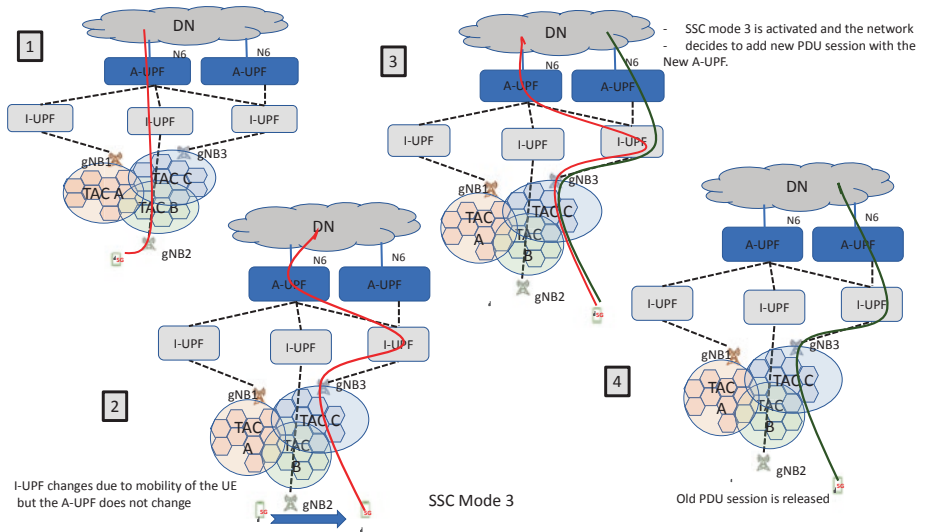 1
DN
N6
A-UPF
A-UPF
I-UPF
I-UPF
I-UPF
gNB1
gNB3
TAC A
TAC C
TAC B
gNB2
5G
2
DN
N6
N6
A-UPF
A-UPF
I-UPF
I-UPF
I-UPF
gNB1
gNB3
TAC
A
TAC C
TAC
B
gNB2
5G
5G
I-UPF changes due to mobility of the UE
but the A-UPF does not change
SSC Mode 3
3
DN
N6
N6
A-UPF
A-UPF
I-UPF
I-UPF
I-UPF
gNB1
gNB3
TAC
A
TAC C
TAC
B
gNB2
5G
- SSC mode 3 is activated and the network
- decides to add new PDU session with the
New A-UPF.
4
DN
N6
N6
A-UPF
A-UPF
I-UPF
I-UPF
I-UPF
gNB1
gNB3
TAC
A
TAC C
TAC
B
gNB2
5G
Old PDU session is released